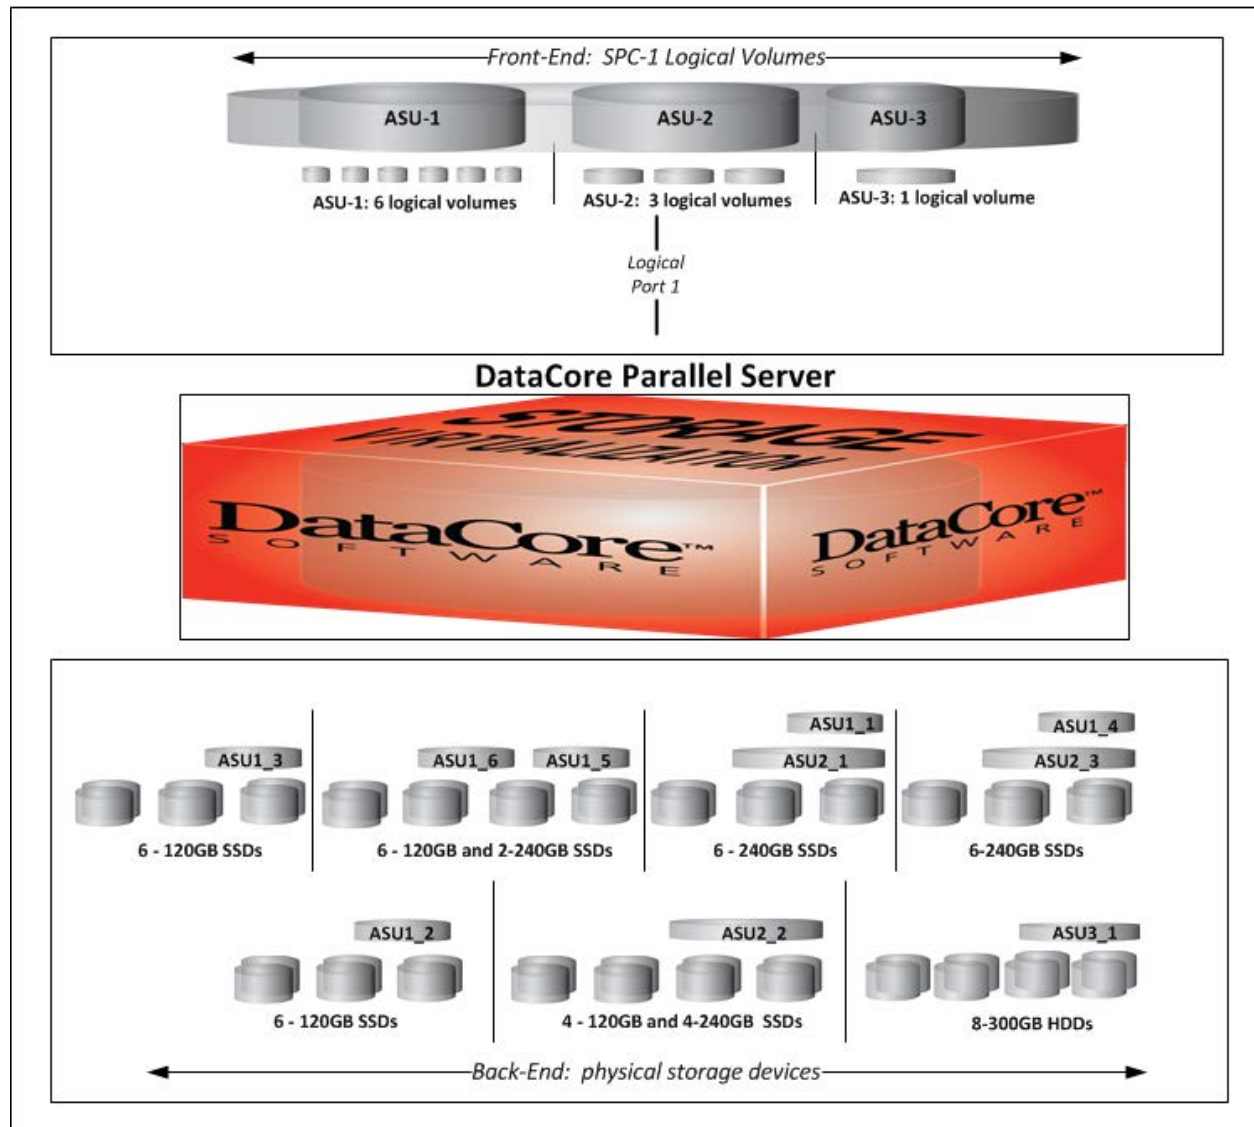 Front-End: SPC-1 Logical Volumes
ASU-1
ASU-2
ASU-3
ASU-1: 6 logical volumes
ASU-2: 3 logical volumes
ASU-3: 1 logical volume
Logical
Port 1
DataCore Parallel Server
STORAGE
VIRTUALIZATION
DataCore™
SOFTWARE
DataCore™
SOFTWARE
ASU1_3
6 - 120GB SSDs
ASU1_6
ASU1_5
6 - 120GB and 2-240GB SSDs
ASU1_1
ASU2_1
6 - 240GB SSDs
ASU1_4
ASU2_3
6-240GB SSDs
ASU1_2
6 - 120GB SSDs
ASU2_2
4 - 120GB and 4-240GB SSDs
ASU3_1
8-300GB HDDs
Back-End: physical storage devices